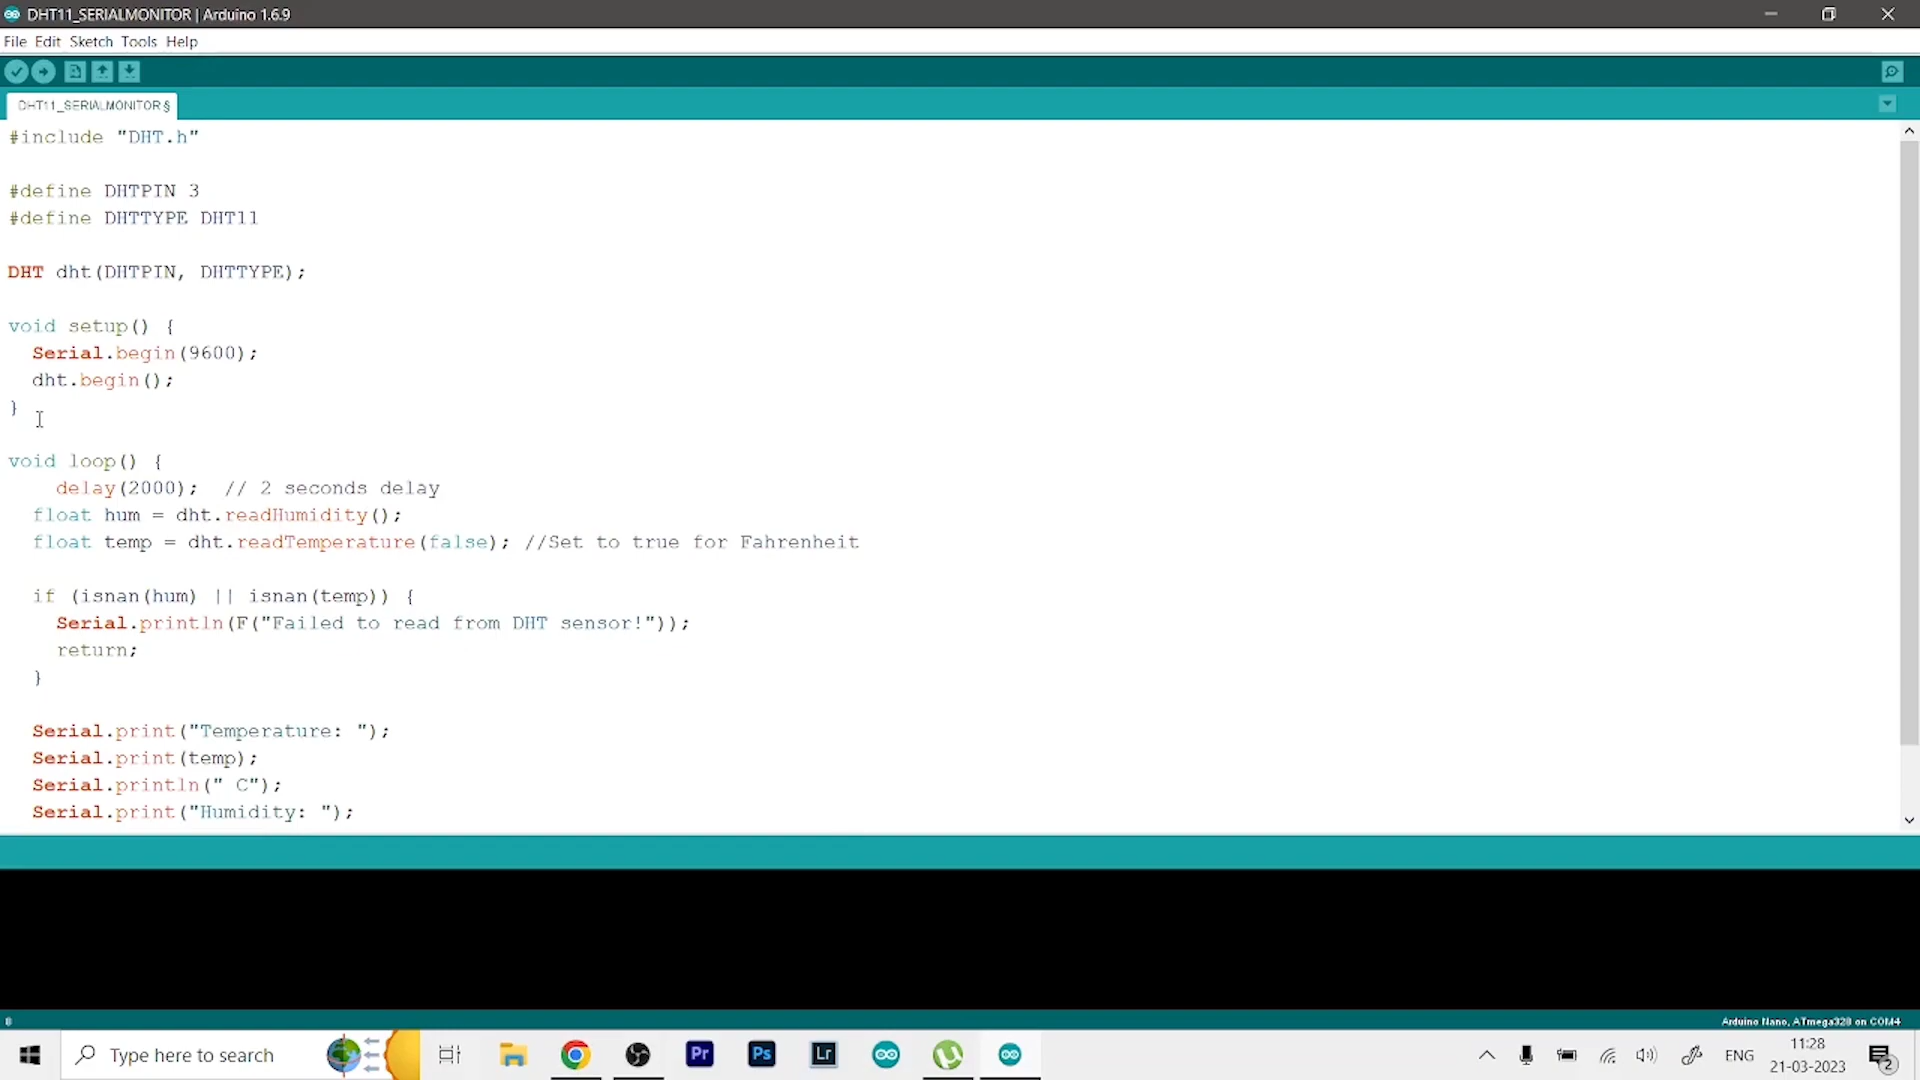 DHT11_SERIALMONITOR | Arduino 1.6.9
File Edit Sketch Tools Help
DHT11_SERIALMONITOR §
#include "DHT.h"
#define DHTPIN 3
#define DHTTYPE DHT11
DHT dht(DHTPIN, DHTTYPE);
void setup() {
Serial.begin(9600);
dht.begin();
}
void loop() {
delay(2000);  // 2 seconds delay
float hum = dht.readHumidity();
float temp = dht.readTemperature(false); //Set to true for Fahrenheit
if (isnan(hum) || isnan(temp)) {
Serial.println(F("Failed to read from DHT sensor!"));
return;
}
Serial.print("Temperature: ");
Serial.print(temp);
Serial.println(" C");
Serial.print("Humidity: ");
Arduino Nano, ATmega328 on COM4
Type here to search
Pr
Ps
Lr
ENG
11:28
21-03-2023
2